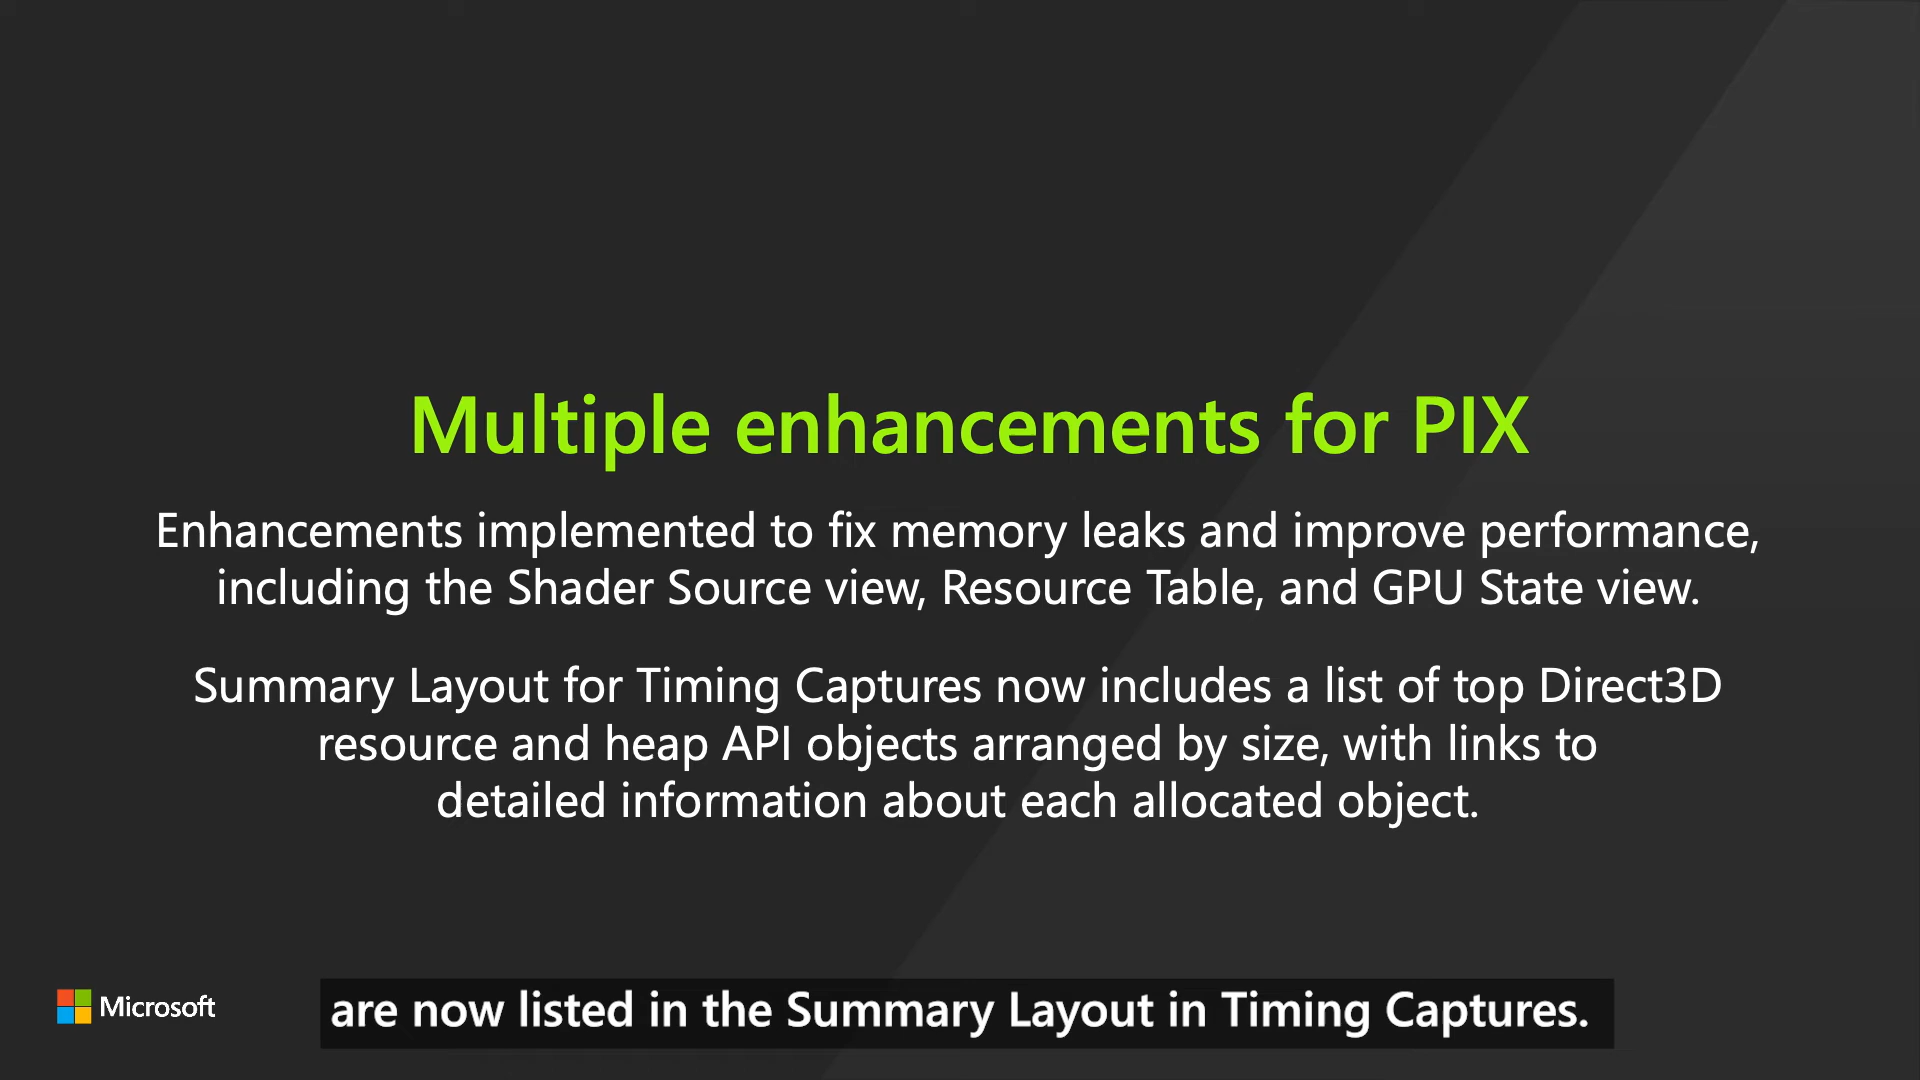 Multiple enhancements for PIX
Enhancements implemented to fix memory leaks and improve performance,
including the Shader Source view, Resource Table, and GPU State view.
Summary Layout for Timing Captures now includes a list of top Direct3D
resource and heap API objects arranged by size, with links to
detailed information about each allocated object.
Microsoft
are now listed in the Summary Layout in Timing Captures.